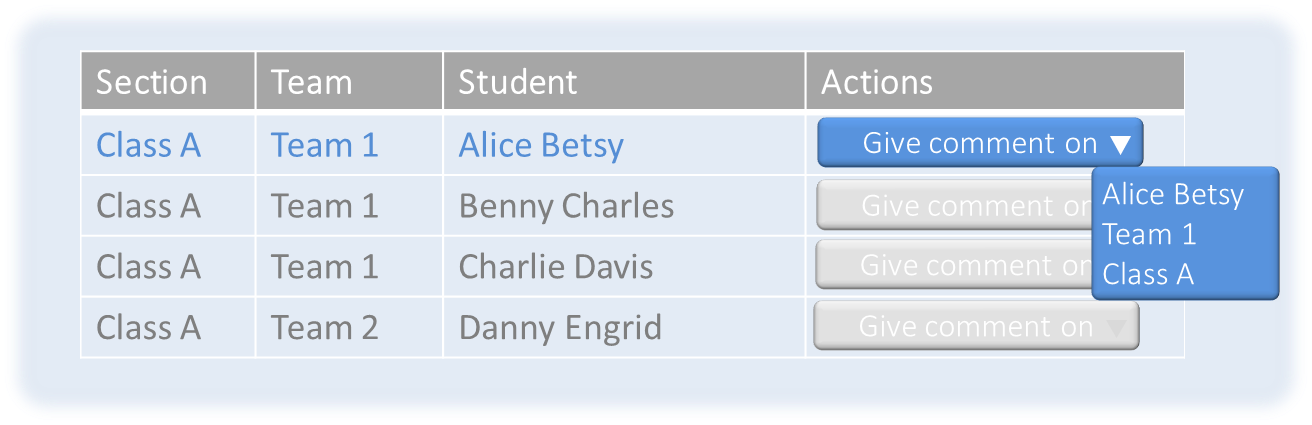 Section Team Student Actions
Class A Team 1 Alice Betsy Give comment on ▼
Class A Team 1 Benny Charles Give comment on
Alice Betsy
Team 1
Class A
Class A Team 1 Charlie Davis Give comment on
Class A Team 2 Danny Engrid Give comment on ▼